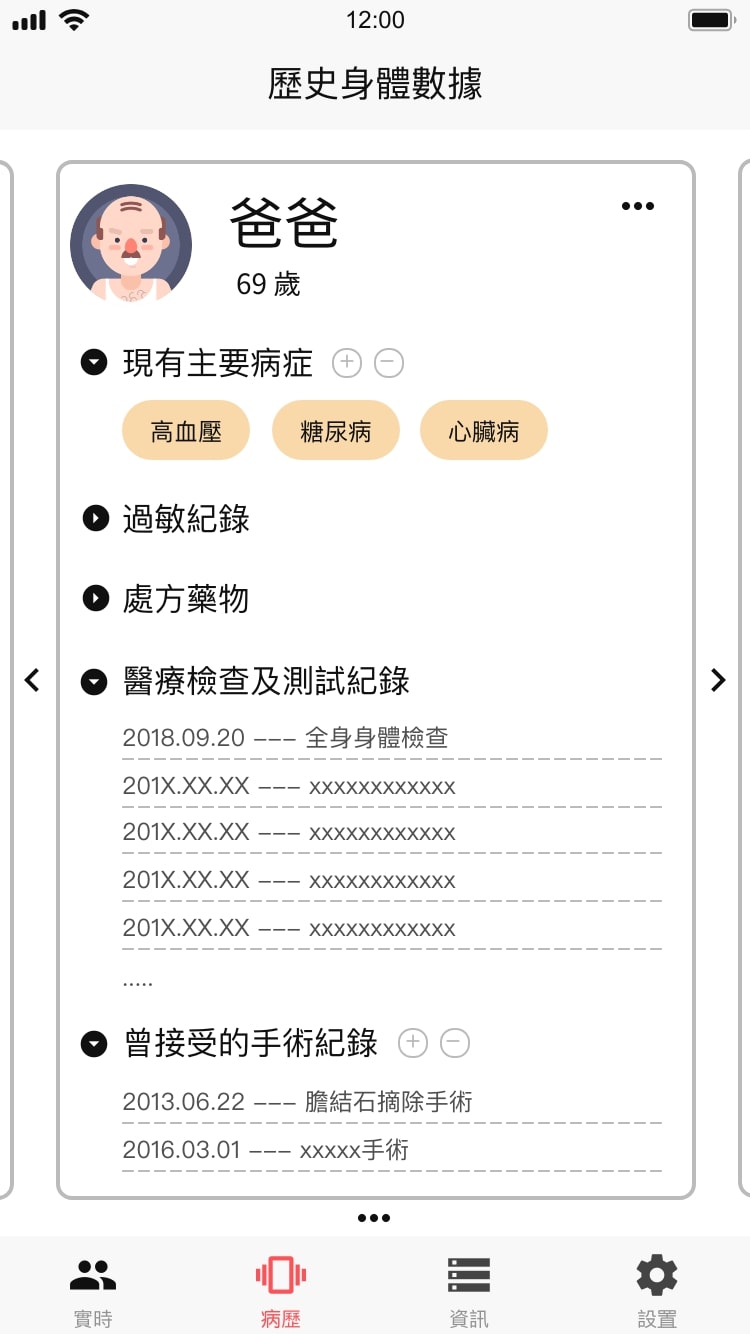 12:00
歷史身體數據
爸爸
69 歲
現有主要病症
高血壓 糖尿病 心臟病
過敏紀錄
處方藥物
醫療檢查及測試紀錄
2018.09.20 --- 全身身體檢查
201X.XX.XX --- xxxxxxxxxxxx
201X.XX.XX --- xxxxxxxxxxxx
201X.XX.XX --- xxxxxxxxxxxx
201X.XX.XX --- xxxxxxxxxxxx
.....
曾接受的手術紀錄
2013.06.22 --- 膽結石摘除手術
2016.03.01 --- xxxxx手術
實時 病歷 資訊 設置